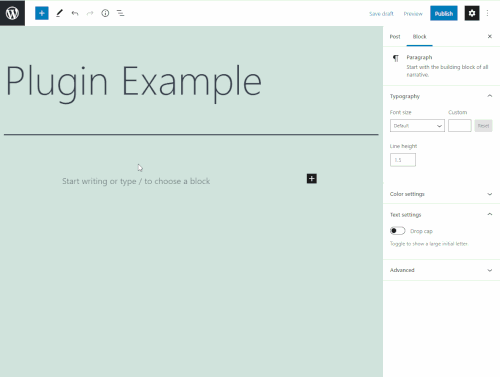 Save draft Preview Publish
Post Block
Paragraph
Start with the building block of all
narrative.
Plugin Example
Typography
Font size Custom
Default Reset
Line height
1.5
Start writing or type / to choose a block
Color settings
Text settings
Drop cap
Toggle to show a large initial letter.
Advanced